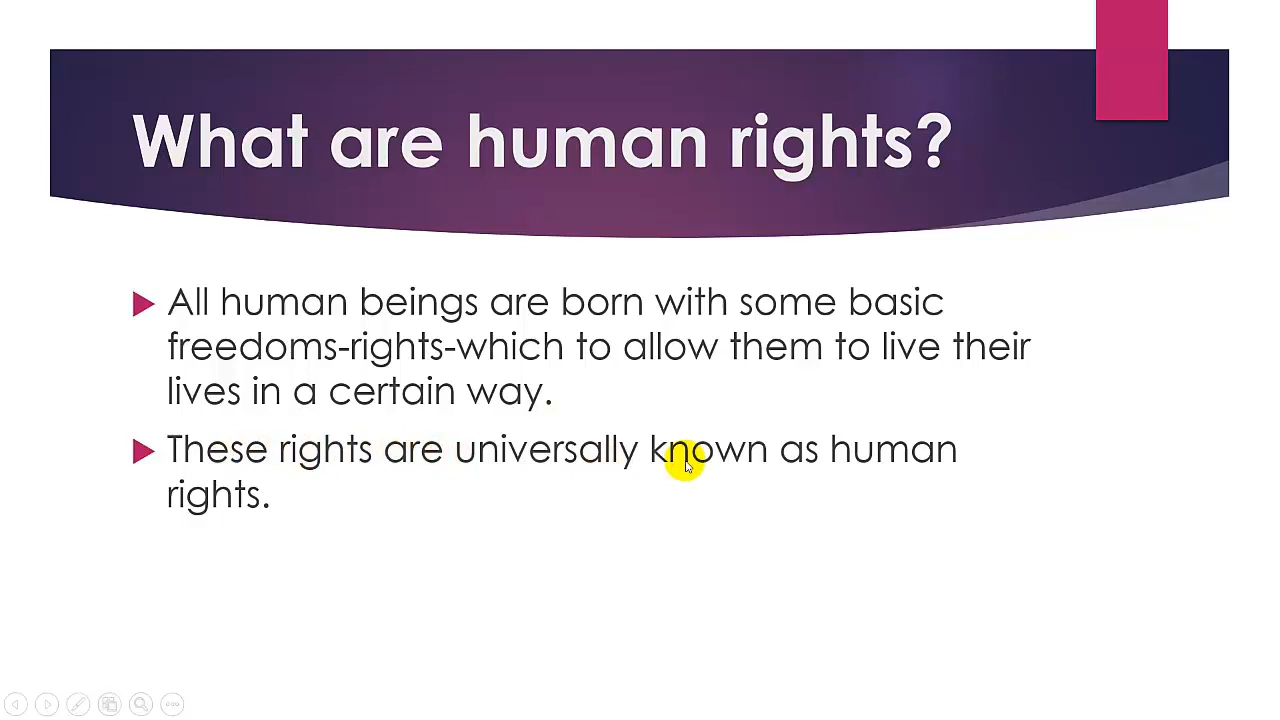 What are human rights?
All human beings are born with some basic
freedoms-rights-which to allow them to live their
lives in a certain way.
These rights are universally known as human
rights.